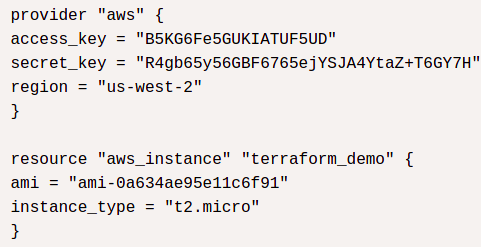 provider "aws" {
access_key = "B5KG6Fe5GUKIATUF5UD"
secret_key = "R4gb65y56GBF6765ejYSJA4YtaZ+T6GY7H"
region = "us-west-2"
}
resource "aws_instance" "terraform_demo" {
ami = "ami-0a634ae95e11c6f91"
instance_type = "t2.micro"
}